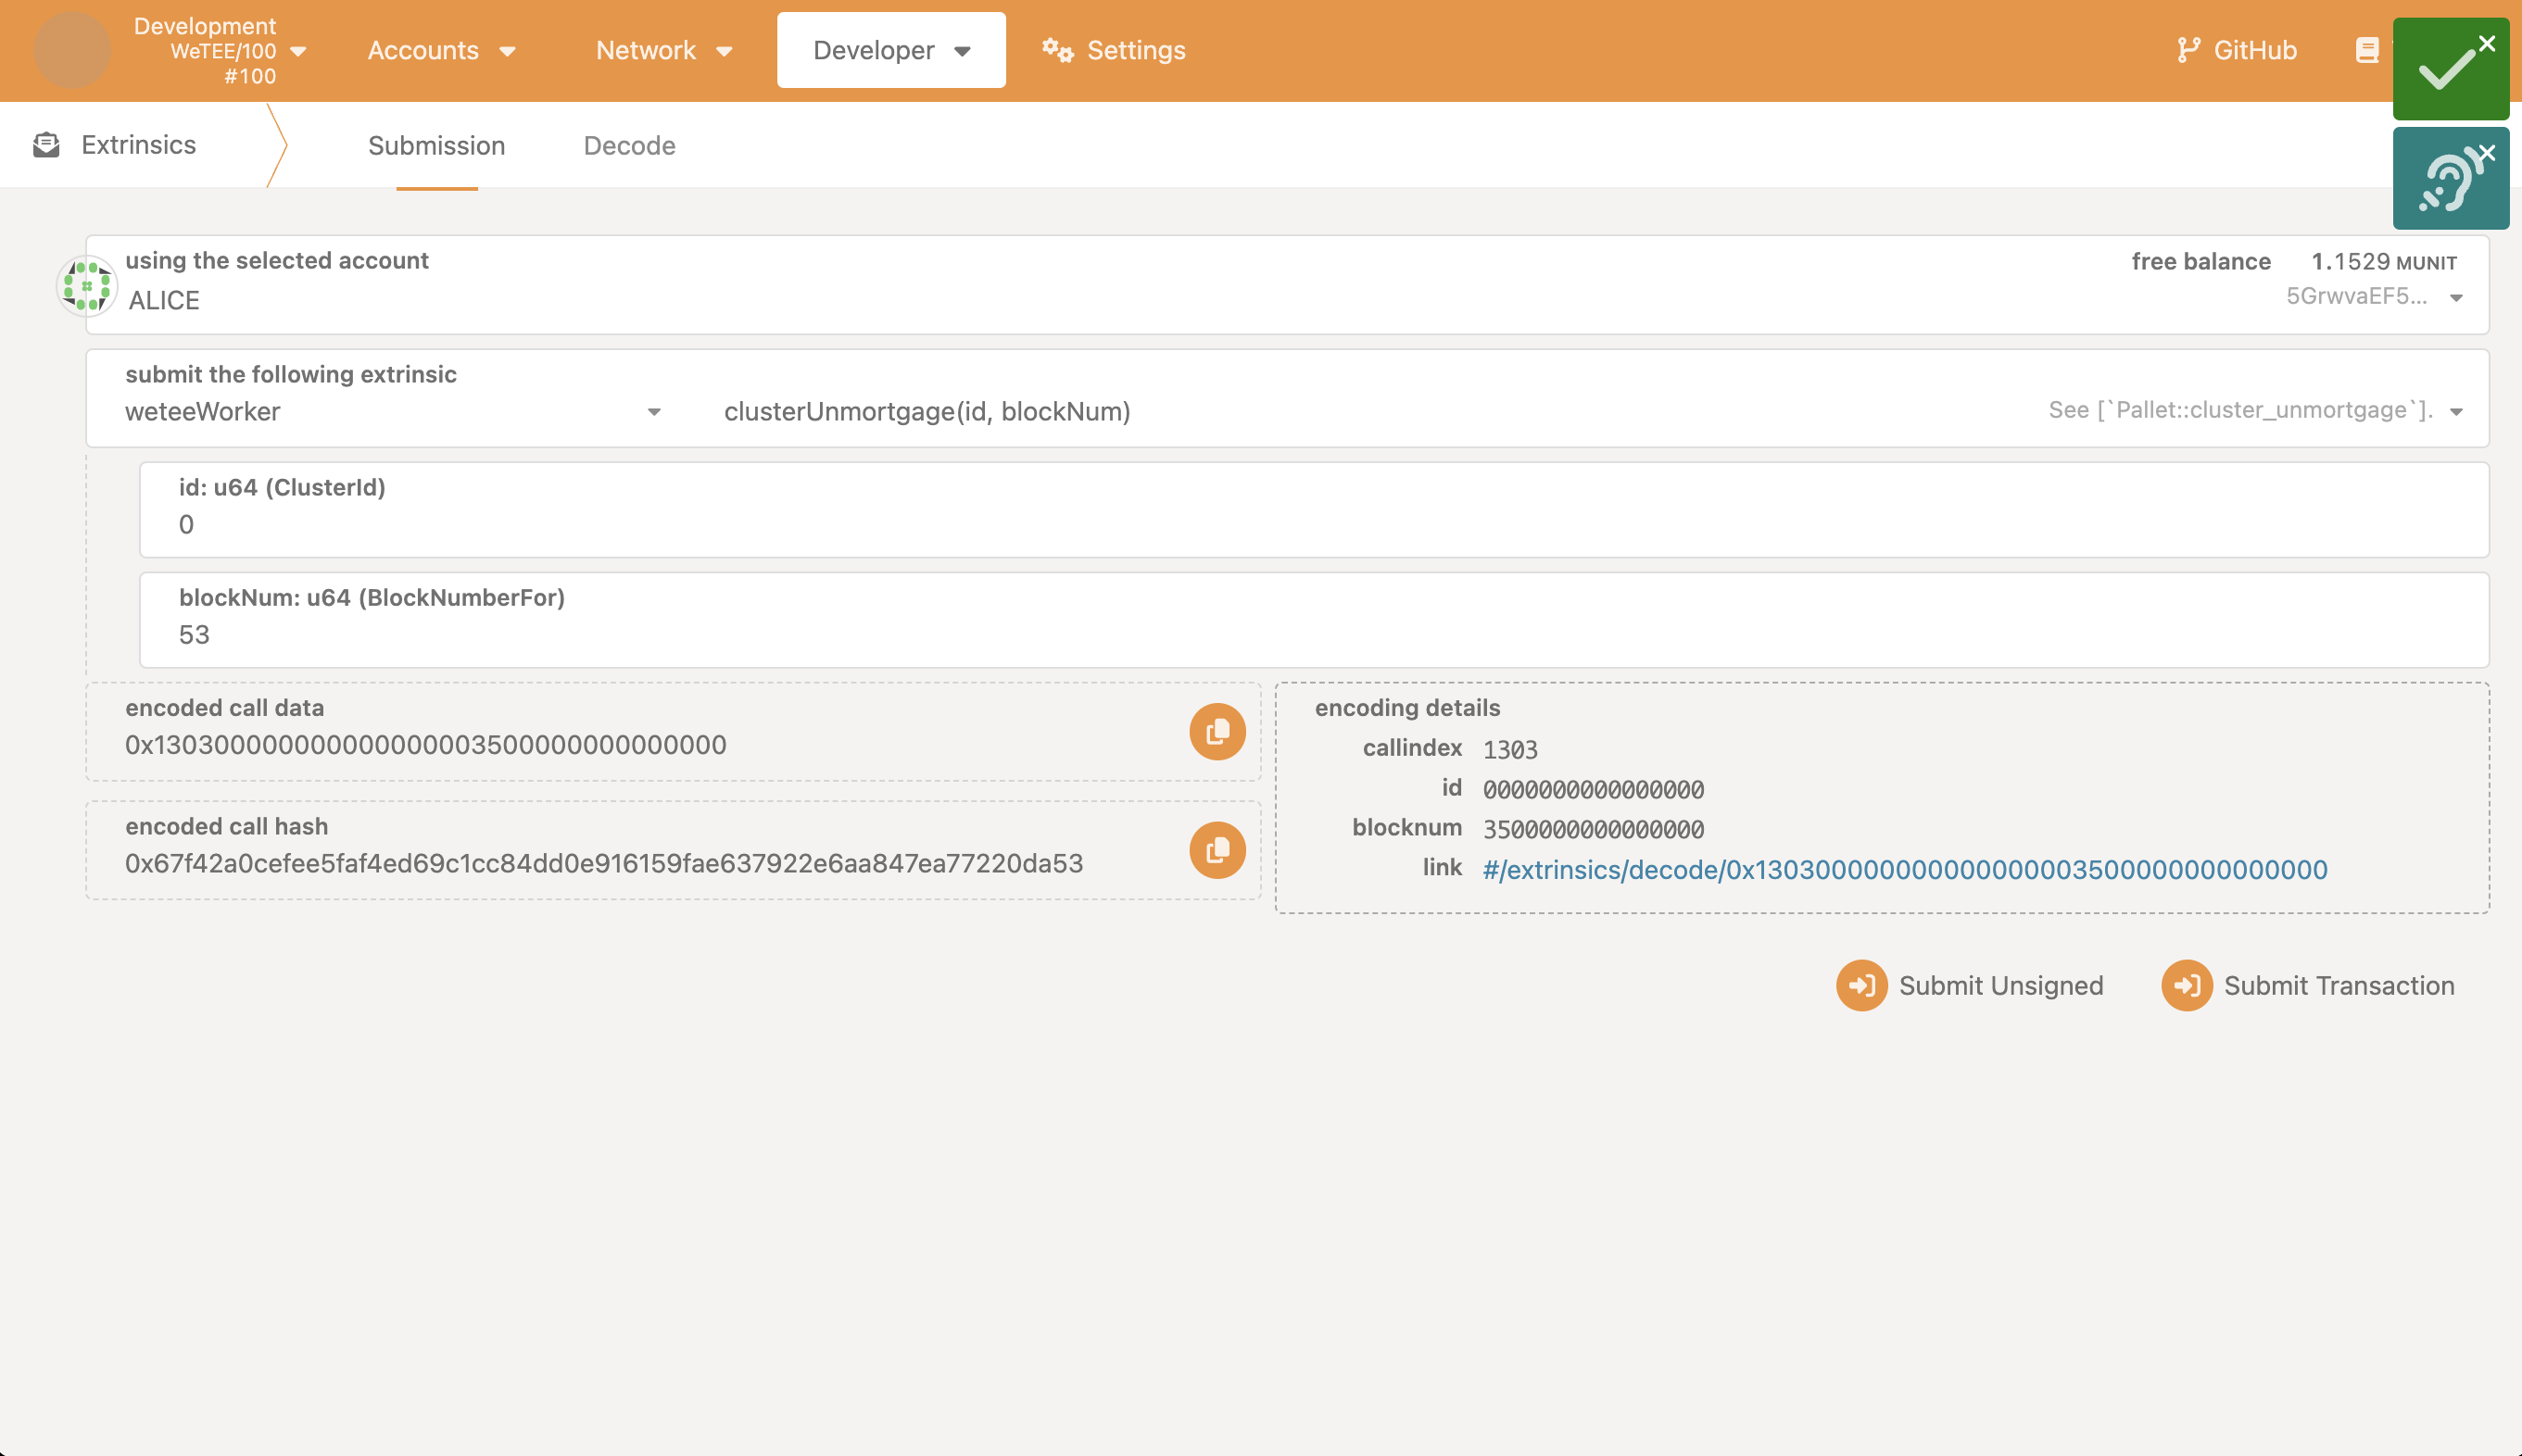 Development
WeTEE/100
#100
Accounts
Network
Developer
Settings
GitHub
Extrinsics
Submission
Decode
using the selected account
ALICE
free balance 1.1529 MUNIT
5GrwvaEF5...
submit the following extrinsic
weteeWorker
clusterUnmortgage(id, blockNum)
See [`Pallet::cluster_unmortgage`].
id: u64 (ClusterId)
0
blockNum: u64 (BlockNumberFor)
53
encoded call data
0x130300000000000000003500000000000000
encoded call hash
0x67f42a0cefee5faf4ed69c1cc84dd0e916159fae637922e6aa847ea77220da53
encoding details
callindex 1303
id 0000000000000000
blocknum 3500000000000000
link #/extrinsics/decode/0x130300000000000000003500000000000000
Submit Unsigned
Submit Transaction